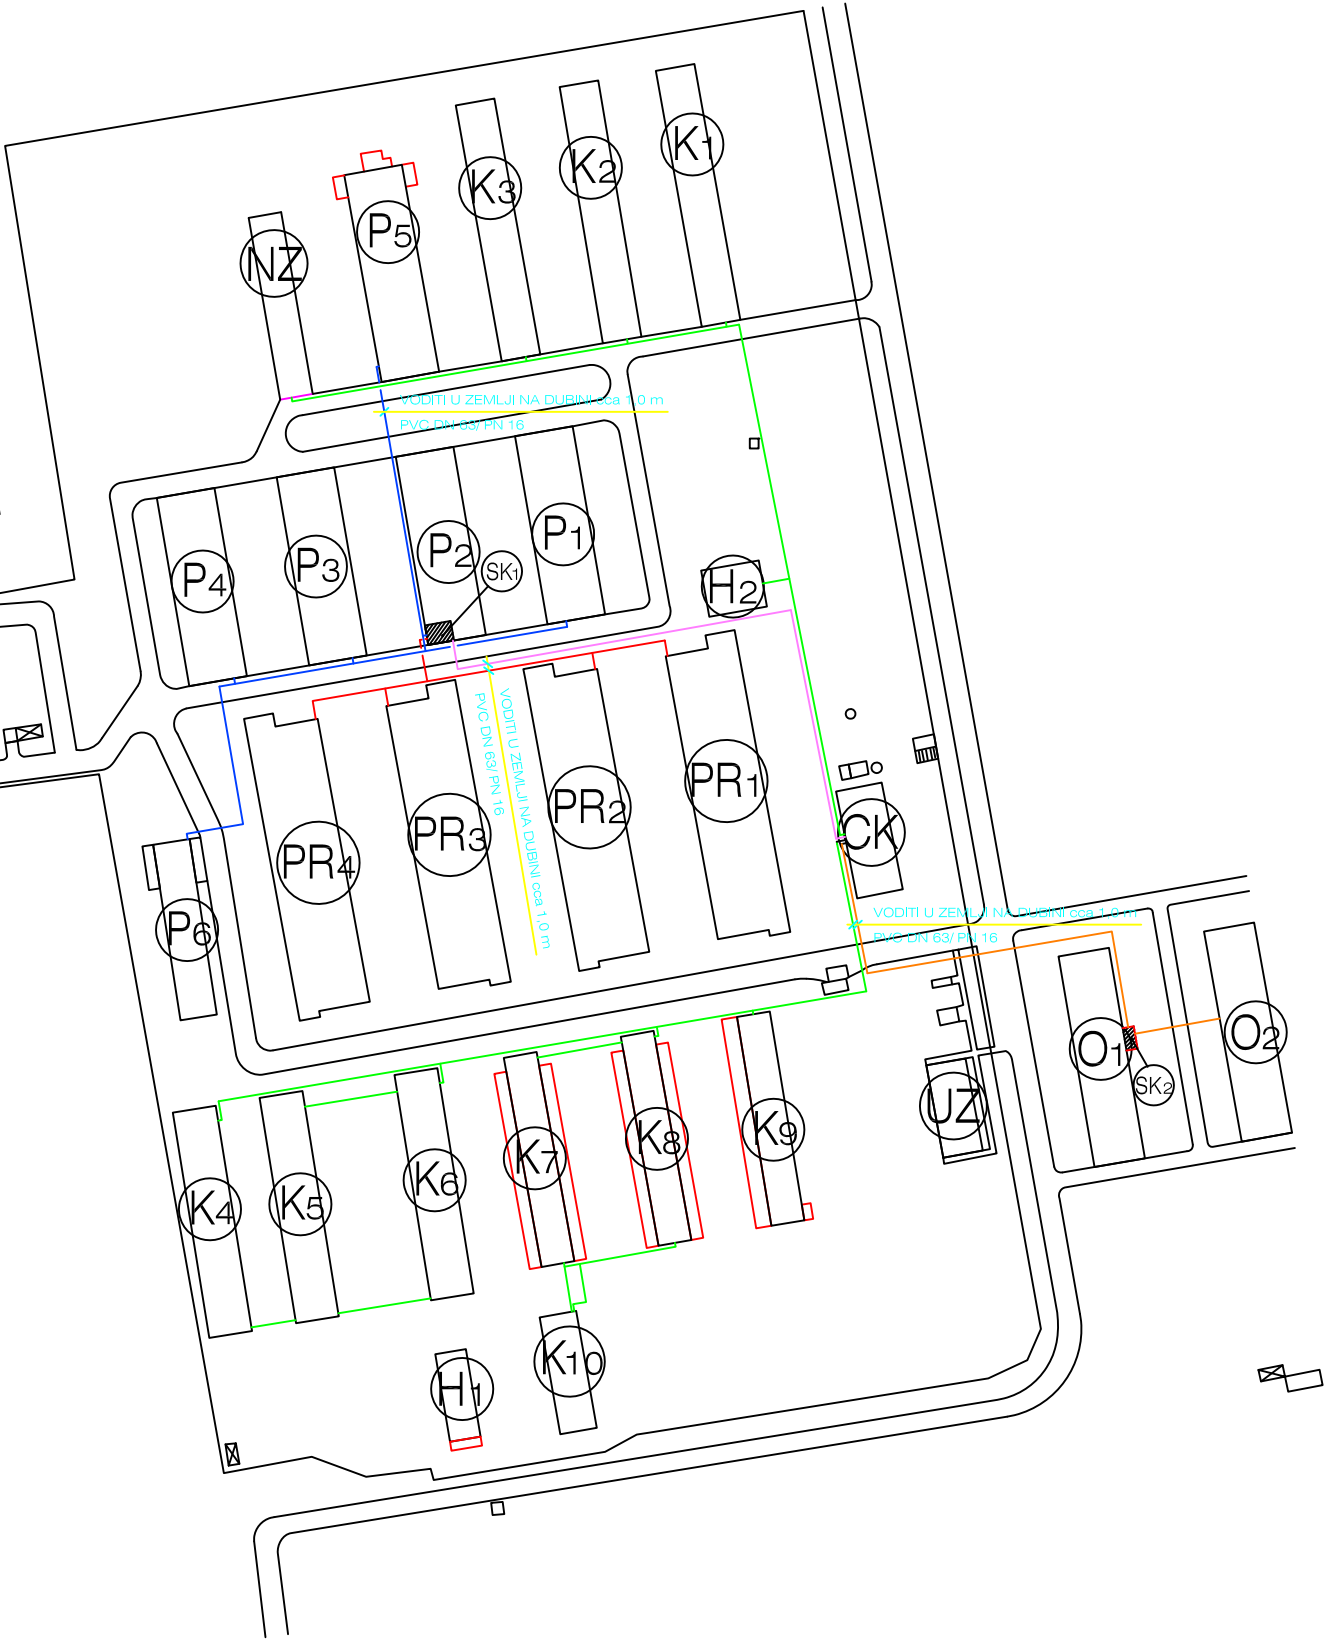 K1
K2
K3
P5
NZ
VODITI U ZEMLJI NA DUBINI cca 1,0 m
PVC DN 63/ PN 16
P1
P2
SK1
P3
P4
H2
VODITI U ZEMLJI NA DUBINI cca 1,0 m
PVC DN 63/ PN 16
PR1
PR2
PR3
PR4
CK
P6
VODITI U ZEMLJI NA DUBINI cca 1,0 m
PVC DN 63/ PN 16
O1
O2
SK2
UZ
K9
K8
K7
K6
K5
K4
K10
H1